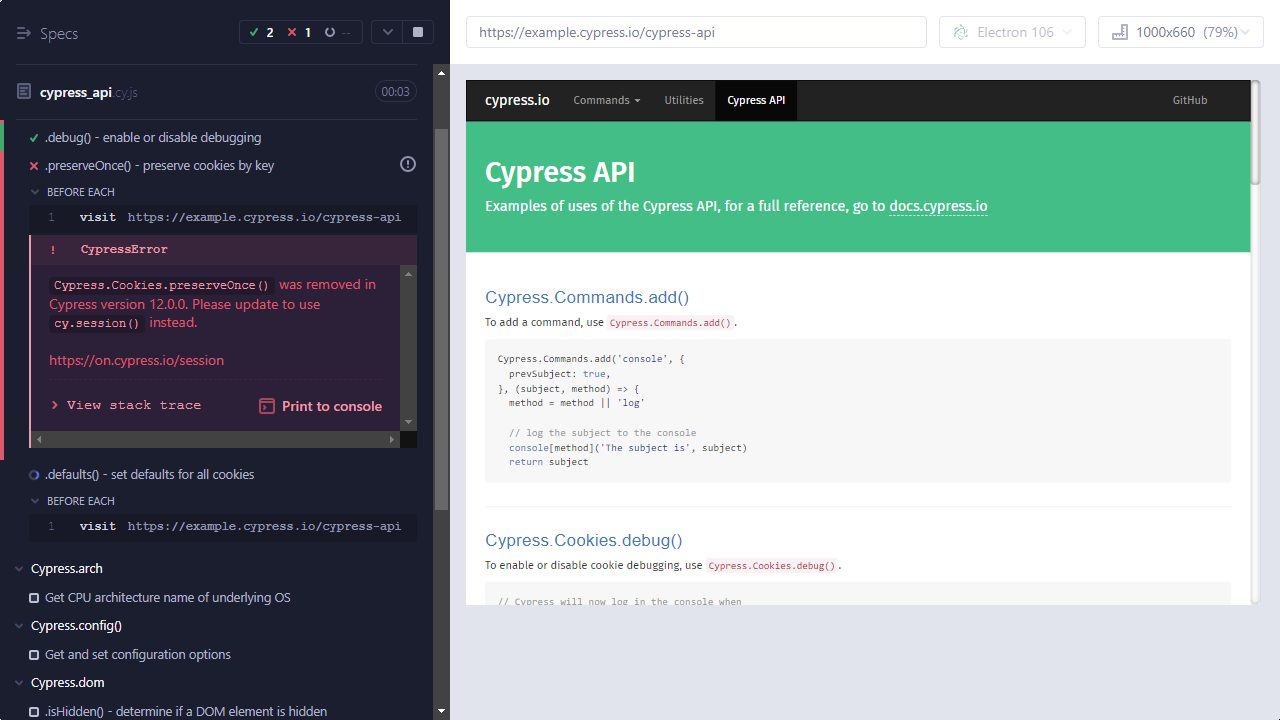 Specs
2
1
--
cypress_api.cy.js
00:03
.debug() - enable or disable debugging
.preserveOnce() - preserve cookies by key
BEFORE EACH
1 visit https://example.cypress.io/cypress-api
! CypressError
Cypress.Cookies.preserveOnce() was removed in
Cypress version 12.0.0. Please update to use
cy.session() instead.
https://on.cypress.io/session
View stack trace
Print to console
.defaults() - set defaults for all cookies
BEFORE EACH
1 visit https://example.cypress.io/cypress-api
Cypress.arch
Get CPU architecture name of underlying OS
Cypress.config()
Get and set configuration options
Cypress.dom
.isHidden() - determine if a DOM element is hidden
https://example.cypress.io/cypress-api
Electron 106
1000x660 (79%)
cypress.io
Commands
Utilities
Cypress API
GitHub
Cypress API
Examples of uses of the Cypress API, for a full reference, go to docs.cypress.io
Cypress.Commands.add()
To add a command, use Cypress.Commands.add().
Cypress.Commands.add('console', {
prevSubject: true,
}, (subject, method) => {
method = method || 'log'
// log the subject to the console
console[method]('The subject is', subject)
return subject
Cypress.Cookies.debug()
To enable or disable cookie debugging, use Cypress.Cookies.debug().
// Cypress will now log in the console when